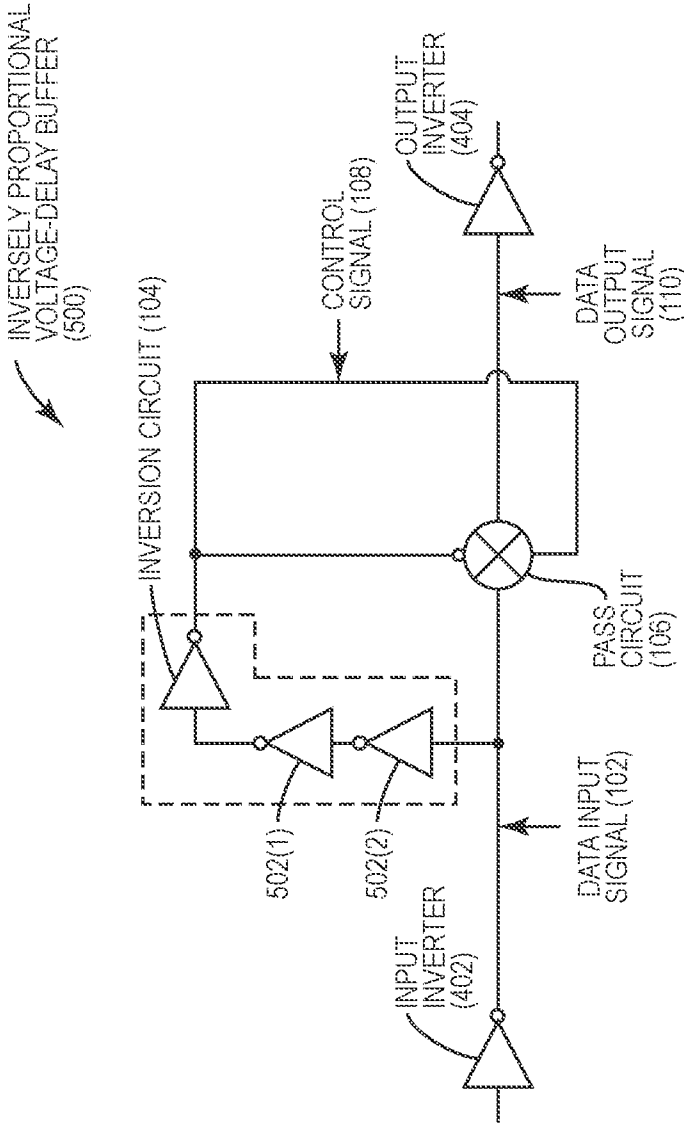 INVERSELY PROPORTIONAL
VOLTAGE-DELAY BUFFER
(500)
INVERSION CIRCUIT (104)
CONTROL
SIGNAL (108)
OUTPUT
INVERTER
(404)
502(1)
502(2)
INPUT
INVERTER
(402)
DATA INPUT
SIGNAL (102)
PASS
CIRCUIT
(106)
DATA
OUTPUT
SIGNAL
(110)